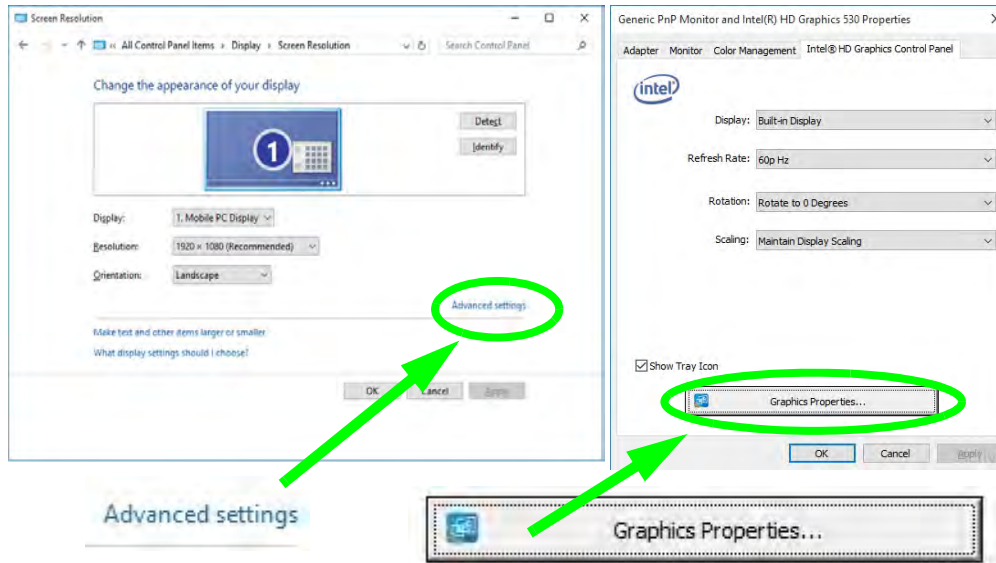 Screen Resolution
« All Control Panel Items › Display › Screen Resolution
Search Control Panel
Change the appearance of your display
1
Detect
Identify
Display: 1. Mobile PC Display
Resolution: 1920 × 1080 (Recommended)
Orientation: Landscape
Advanced settings
Make text and other items larger or smaller
What display settings should I choose?
OK Cancel Apply
Generic PnP Monitor and Intel(R) HD Graphics 530 Properties
Adapter Monitor Color Management Intel® HD Graphics Control Panel
intel
Display: Built-in Display
Refresh Rate: 60p Hz
Rotation: Rotate to 0 Degrees
Scaling: Maintain Display Scaling
Show Tray Icon
Graphics Properties...
OK Cancel Apply
Advanced settings
Graphics Properties...